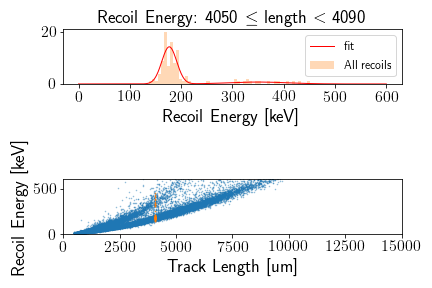 Recoil Energy: 4050 ≤ length < 4090
20
0
fit
All recoils
0 100 200 300 400 500 600
Recoil Energy [keV]
Recoil Energy [keV]
500
0
0 2500 5000 7500 10000 12500 15000
Track Length [um]